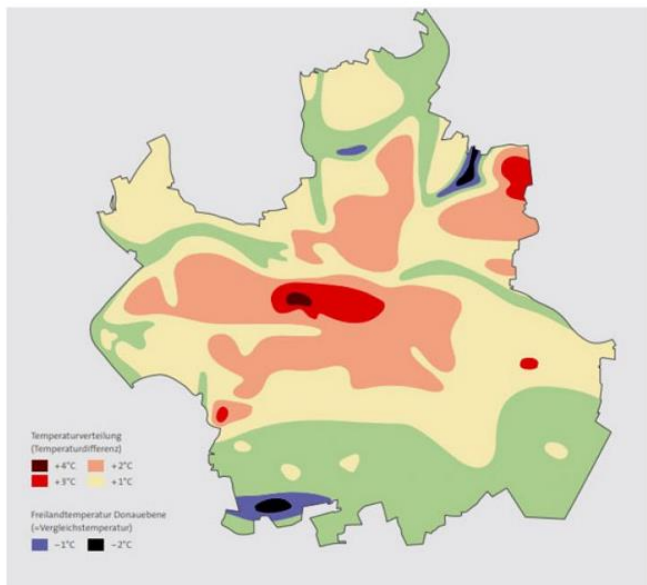 Temperaturverteilung
(Temperaturdifferenz)
+4°C +2°C
+3°C +1°C
Freilandtemperatur Donauebene
(=Vergleichstemperatur)
−1°C −2°C